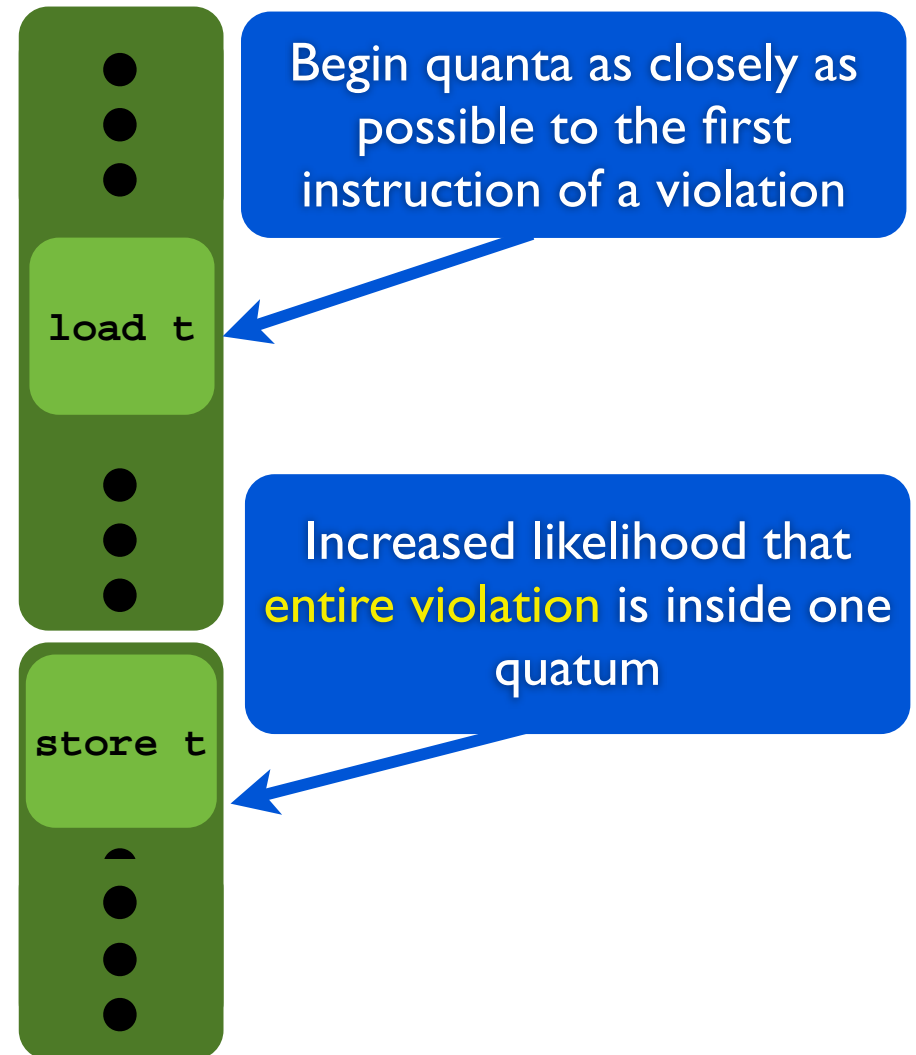 Begin quanta as closely as
possible to the first
instruction of a violation
load t
Increased likelihood that
entire violation is inside one
quatum
store t